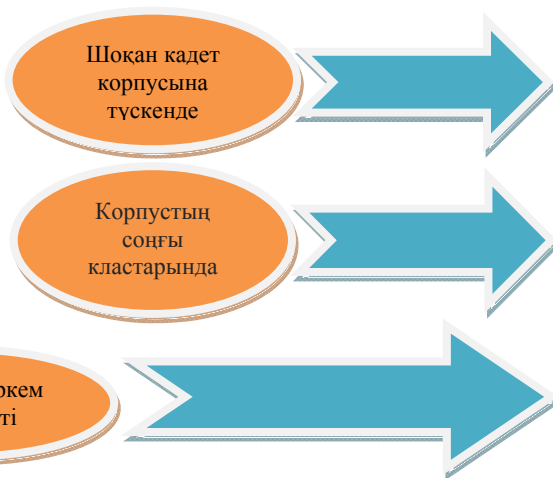 Шоқан кадет
корпусына
түскенде
Корпустың
соңғы
кластарында